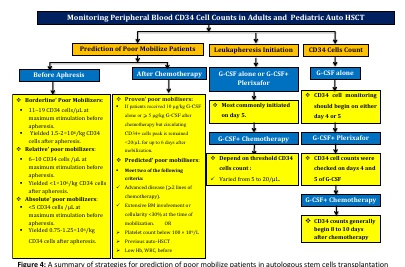 Monitoring Peripheral Blood CD34 Cell Counts in Adults and Pediatric Auto HSCT
Prediction of Poor Mobilize Patients
Leukapheresis Initiation
CD34 Cells Count
Before Aphresis
After Chemotherapy
G-CSF alone or G-CSF+
Plerixafor
G-CSF alone
❖ Borderline' Poor Mobilizers:
▪ 11–19 CD34 cells/µL at
maximum stimulation before
apheresis.
▪ Yielded 1.5-2×10⁶/kg CD34
cells after apheresis.
❖ Relative' poor mobilizers:
▪ 6–10 CD34 cells /µL at
maximum stimulation before
apheresis.
▪ Yielded <1×10⁶/kg CD34 cells
after apheresis.
❖ Absolute' poor mobilizers:
▪ <5 CD34 cells /µL at
maximum stimulation before
apheresis.
▪ Yielded 0.75-1.25×10⁶/kg
CD34 cells after apheresis.
❖ Proven' poor mobilisers:
▪ If patients received 10 µg/kg G-CSF
alone or ≥ 5 µg/kg G-CSF after
chemotherapy but circulating
CD34+ cells peak is remained
<20/µL for up to 6 days after
mobilization.
❖ Predicted' poor mobilisers:
❖ Meet two of the following
criteria:
✓ Advanced disease (≥2 lines of
chemotherapy).
✓ Extensive BM involvement or
cellularity <30% at the time of
mobilisation. OR
➢ Platelet count below 100 × 10⁹/L
➢ Previous auto-HSCT
➢ Low Hb, WBC, before
❖ Most commonly initiated
on day 5.
G-CSF+ Chemotherapy
❖ Depend on threshold CD34
cells count :
✓ Varied from 5 to 20/µL.
❖ CD34 cell monitoring
should begin on either
day 4 or 5
G-CSF+ Plerixafor
❖ CD34 cell counts were
checked on days 4 and
5 of G-CSF
G-CSF+ Chemotherapy
❖ CD34 counts generally
begin 8 to 10 days
after chemotherapy
Figure 4: A summary of strategies for prediction of poor mobilize patients in autologous stem cells transplantation